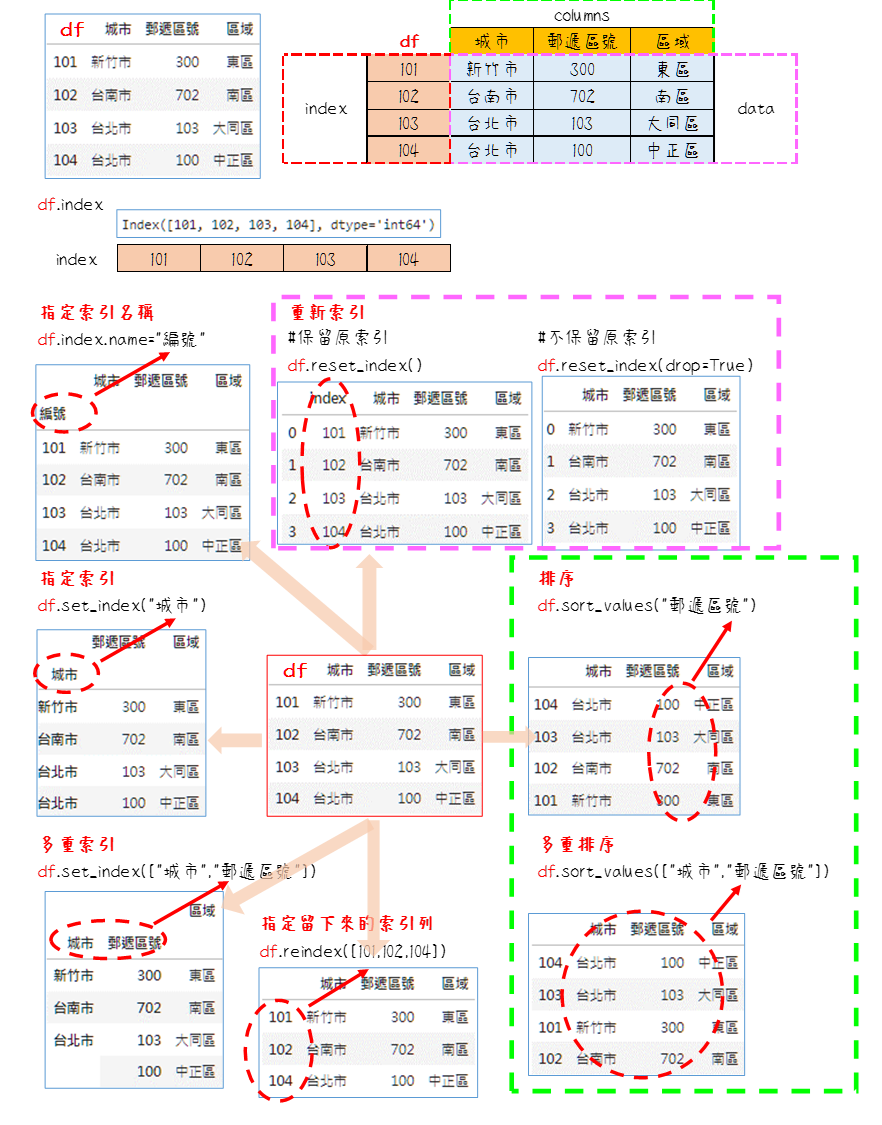 df 城市 郵遞區號 區域
101 新竹市 300 東區
102 台南市 702 南區
103 台北市 103 大同區
104 台北市 100 中正區
columns
df 城市 郵遞區號 區域
index
101 新竹市 300 東區
102 台南市 702 南區
103 台北市 103 大同區
104 台北市 100 中正區
data
df.index
Index([101, 102, 103, 104], dtype='int64')
index 101 102 103 104
指定索引名稱
df.index.name="編號"
城市 郵遞區號 區域
編號
101 新竹市 300 東區
102 台南市 702 南區
103 台北市 103 大同區
104 台北市 100 中正區
重新索引
#保留原索引
df.reset_index()
index 城市 郵遞區號 區域
0 101 新竹市 300 東區
1 102 台南市 702 南區
2 103 台北市 103 大同區
3 104 台北市 100 中正區
#不保留原索引
df.reset_index(drop=True)
城市 郵遞區號 區域
0 新竹市 300 東區
1 台南市 702 南區
2 台北市 103 大同區
3 台北市 100 中正區
指定索引
df.set_index("城市")
郵遞區號 區域
城市
新竹市 300 東區
台南市 702 南區
台北市 103 大同區
台北市 100 中正區
df 城市 郵遞區號 區域
101 新竹市 300 東區
102 台南市 702 南區
103 台北市 103 大同區
104 台北市 100 中正區
排序
df.sort_values("郵遞區號")
城市 郵遞區號 區域
104 台北市 100 中正區
103 台北市 103 大同區
102 台南市 702 南區
101 新竹市 300 東區
多重索引
df.set_index(["城市","郵遞區號"])
區域
城市 郵遞區號
新竹市 300 東區
台南市 702 南區
台北市 103 大同區
100 中正區
指定留下來的索引列
df.reindex([101,102,104])
城市 郵遞區號 區域
101 新竹市 300 東區
102 台南市 702 南區
104 台北市 100 中正區
多重排序
df.sort_values(["城市","郵遞區號"])
城市 郵遞區號 區域
104 台北市 100 中正區
103 台北市 103 大同區
101 新竹市 300 東區
102 台南市 702 南區